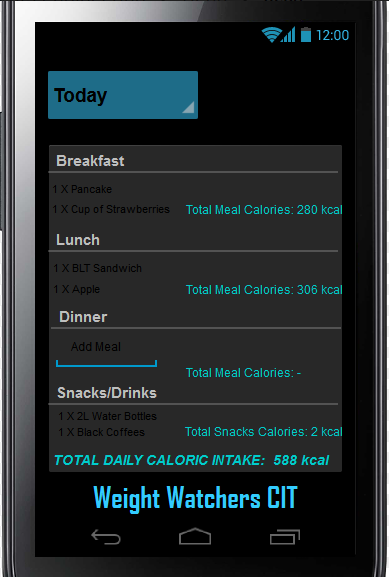 12:00
Today
Breakfast
1 X Pancake
1 X Cup of Strawberries Total Meal Calories: 280 kcal
Lunch
1 X BLT Sandwich
1 X Apple Total Meal Calories: 306 kcal
Dinner
Add Meal
Total Meal Calories: -
Snacks/Drinks
1 X 2L Water Bottles
1 X Black Coffees Total Snacks Calories: 2 kcal
TOTAL DAILY CALORIC INTAKE: 588 kcal
Weight Watchers CIT